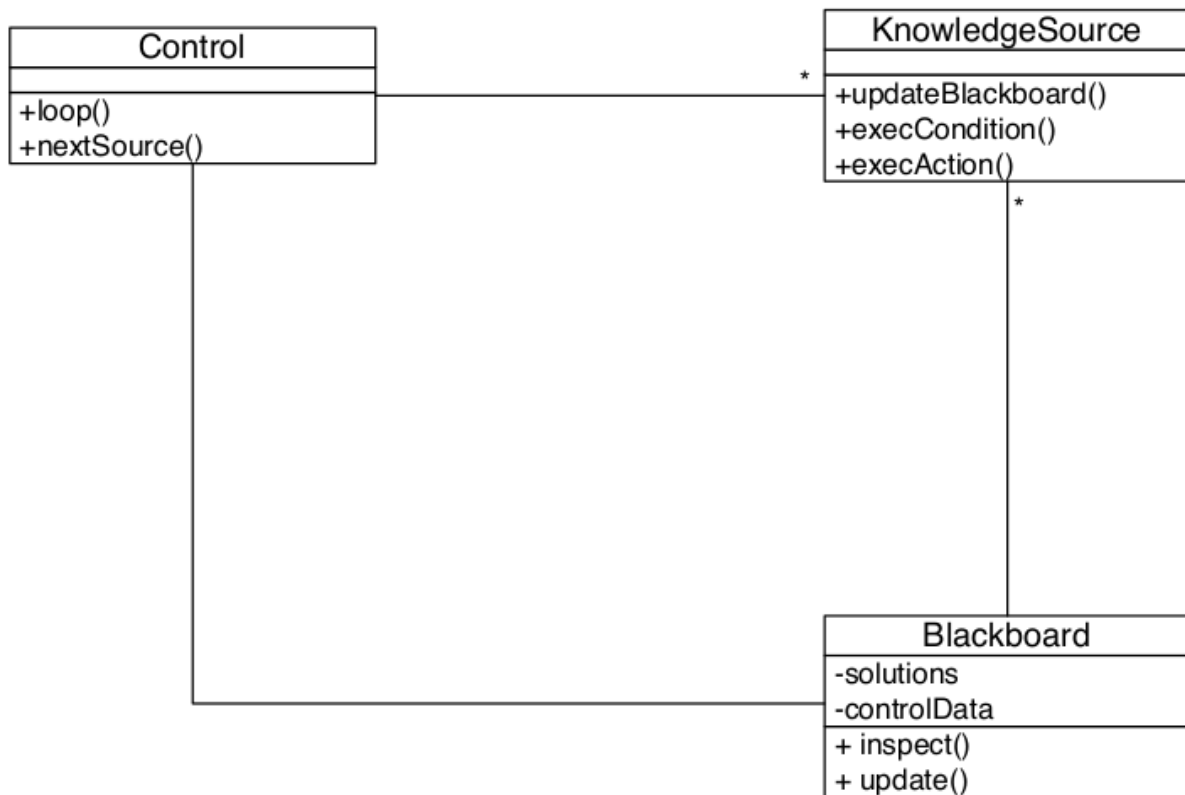 Control
+loop()
+nextSource()
*
KnowledgeSource
+updateBlackboard()
+execCondition()
+execAction()
*
Blackboard
-solutions
-controlData
+ inspect()
+ update()